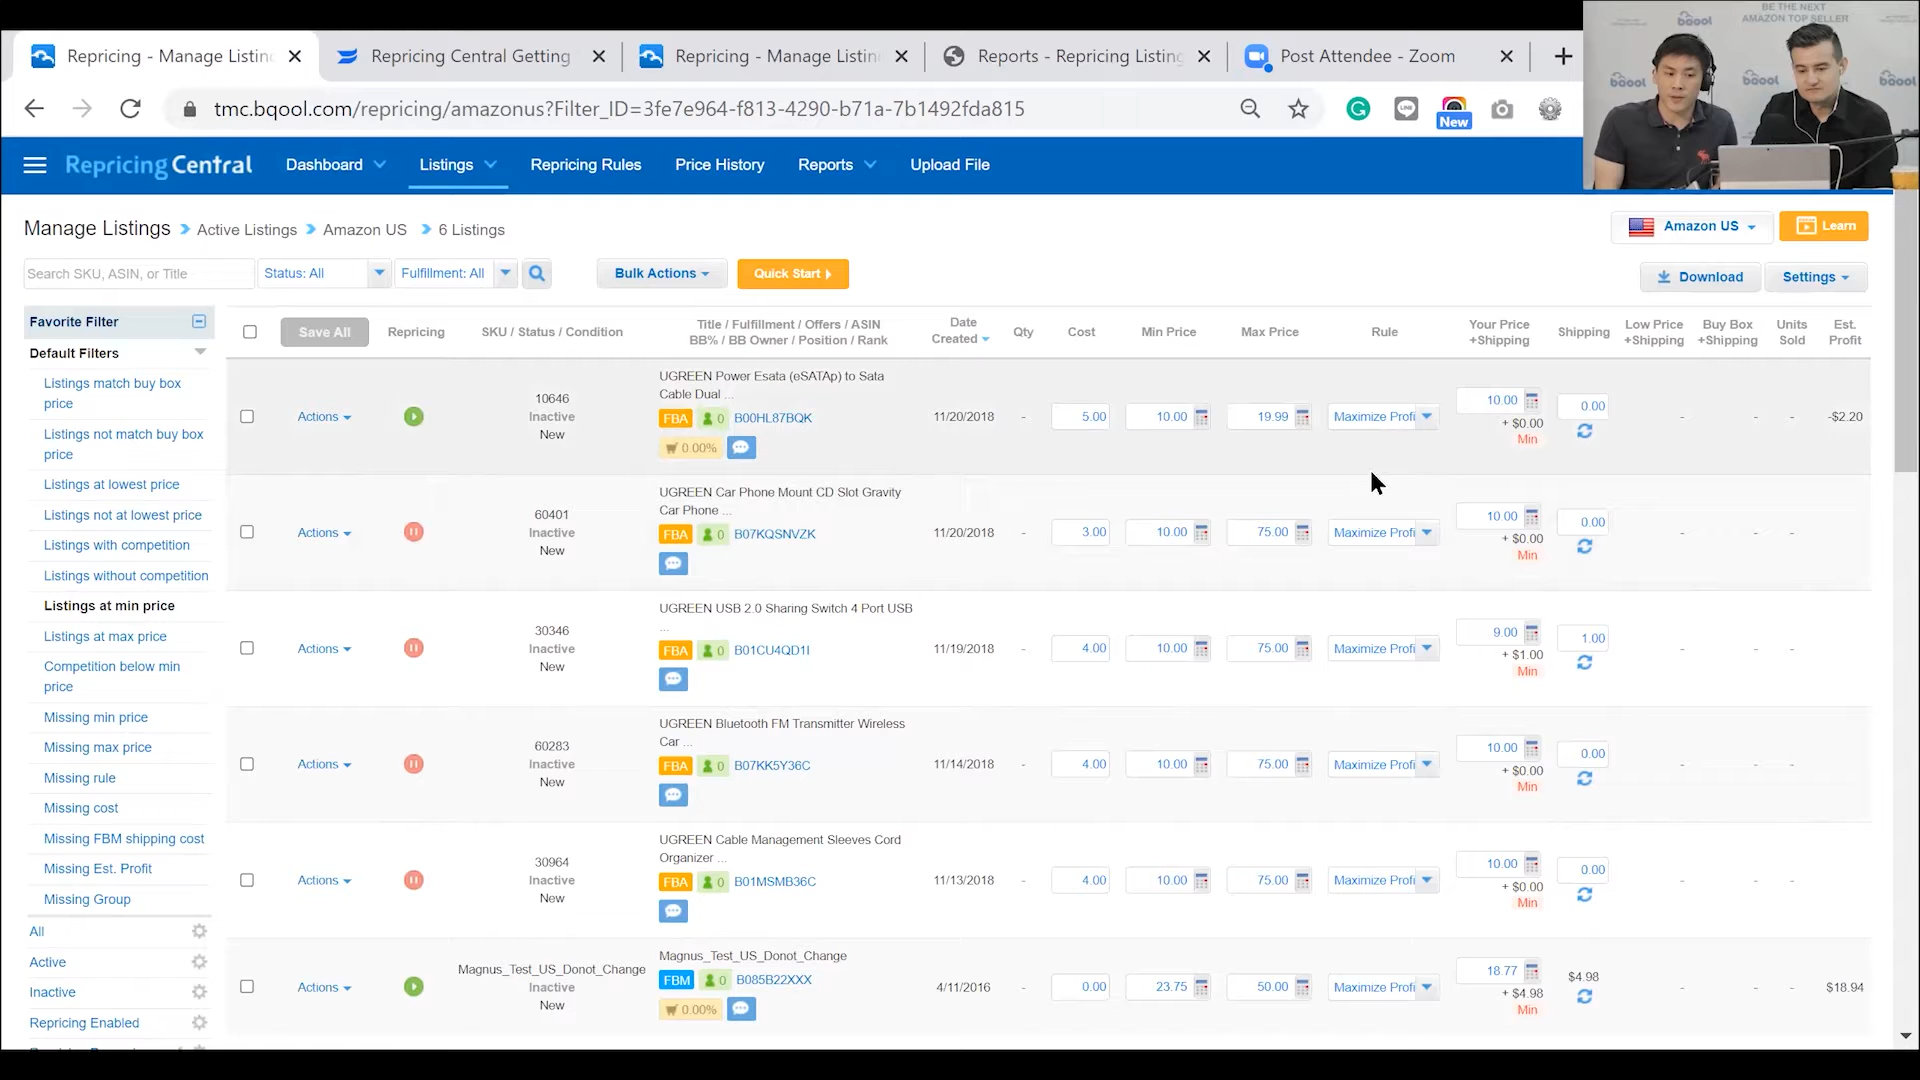 Repricing - Manage Listin
Repricing Central Getting
Repricing - Manage Listin
Reports - Repricing Listing
Post Attendee - Zoom
BE THE NEXT
AMAZON TOP SELLER
bqool
bqool
bqool
bqool
tmc.bqool.com/repricing/amazonus?Filter_ID=3fe7e964-f813-4290-b71a-7b1492fda815
New
Repricing Central
Dashboard
Listings
Repricing Rules
Price History
Reports
Upload File
Manage Listings
Active Listings
Amazon US
6 Listings
Amazon US
Learn
Search SKU, ASIN, or Title
Status: All
Fulfillment: All
Bulk Actions
Quick Start
Download
Settings
Favorite Filter
Default Filters
Listings match buy box
price
Listings not match buy box
price
Listings at lowest price
Listings not at lowest price
Listings with competition
Listings without competition
Listings at min price
Listings at max price
Competition below min
price
Missing min price
Missing max price
Missing rule
Missing cost
Missing FBM shipping cost
Missing Est. Profit
Missing Group
All
Active
Inactive
Repricing Enabled
Save All
Repricing
SKU / Status / Condition
Title / Fulfillment / Offers / ASIN
BB% / BB Owner / Position / Rank
Date
Created
Qty
Cost
Min Price
Max Price
Rule
Your Price
+Shipping
Shipping
Low Price
+Shipping
Buy Box
+Shipping
Units
Sold
Est.
Profit
Actions
10646
Inactive
New
UGREEN Power Esata (eSATAp) to Sata
Cable Dual ...
FBA 0 B00HL87BQK
0.00%
11/20/2018
-
5.00
10.00
19.99
Maximize Profi
10.00
+ $0.00
Min
0.00
-
-
-
-$2.20
Actions
60401
Inactive
New
UGREEN Car Phone Mount CD Slot Gravity
Car Phone ...
FBA 0 B07KQSNVZK
11/20/2018
-
3.00
10.00
75.00
Maximize Profi
10.00
+ $0.00
Min
0.00
-
-
-
Actions
30346
Inactive
New
UGREEN USB 2.0 Sharing Switch 4 Port USB
...
FBA 0 B01CU4QD1I
11/19/2018
-
4.00
10.00
75.00
Maximize Profi
9.00
+ $1.00
Min
1.00
-
-
-
Actions
60283
Inactive
New
UGREEN Bluetooth FM Transmitter Wireless
Car ...
FBA 0 B07KK5Y36C
11/14/2018
-
4.00
10.00
75.00
Maximize Profi
10.00
+ $0.00
Min
0.00
-
-
-
Actions
30964
Inactive
New
UGREEN Cable Management Sleeves Cord
Organizer ...
FBA 0 B01MSMB36C
11/13/2018
-
4.00
10.00
75.00
Maximize Profi
10.00
+ $0.00
Min
0.00
-
-
-
Actions
Magnus_Test_US_Donot_Change
Inactive
New
Magnus_Test_US_Donot_Change
FBM 0 B085B22XXX
0.00%
4/11/2016
-
0.00
23.75
50.00
Maximize Profi
18.77
+ $4.98
Min
$4.98
-
-
-
$18.94